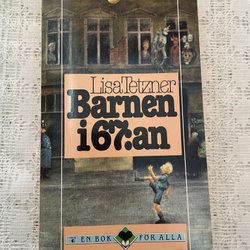 Lisa Tetzner
Barnen
i 67:an
EN BOK FÖR ALLA